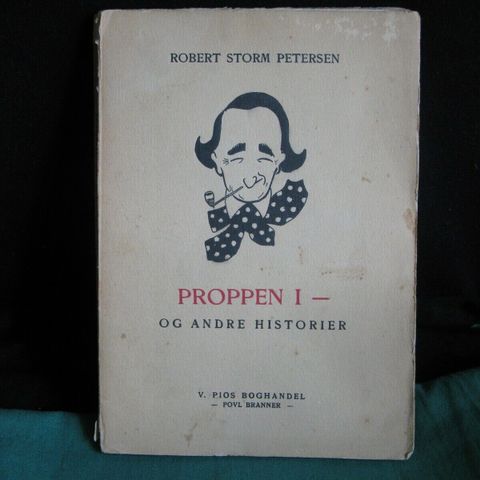 ROBERT STORM PETERSEN
PROPPEN I —
OG ANDRE HISTORIER
V. PIOS BOGHANDEL
— POVL BRANNER —